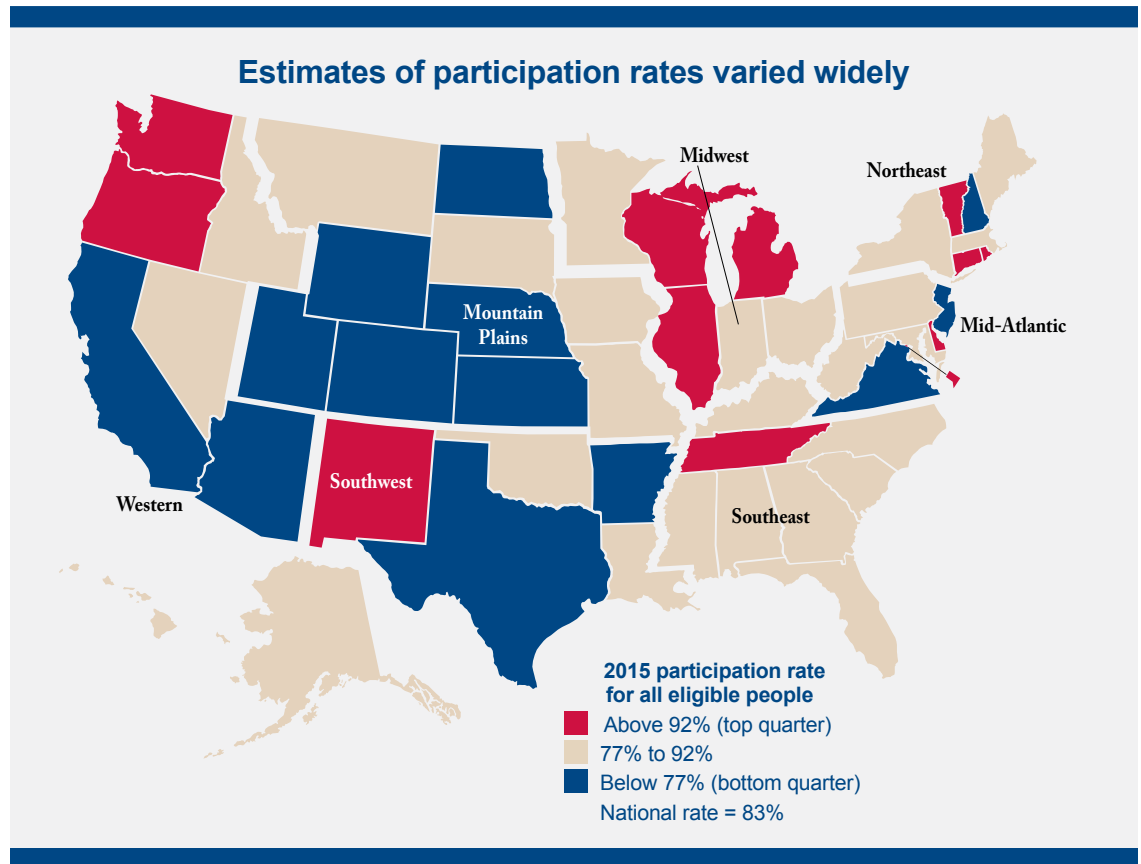 Estimates of participation rates varied widely
Midwest
Northeast
Mountain
Plains
Mid-Atlantic
Southwest
Western
Southeast
2015 participation rate
for all eligible people
Above 92% (top quarter)
77% to 92%
Below 77% (bottom quarter)
National rate = 83%